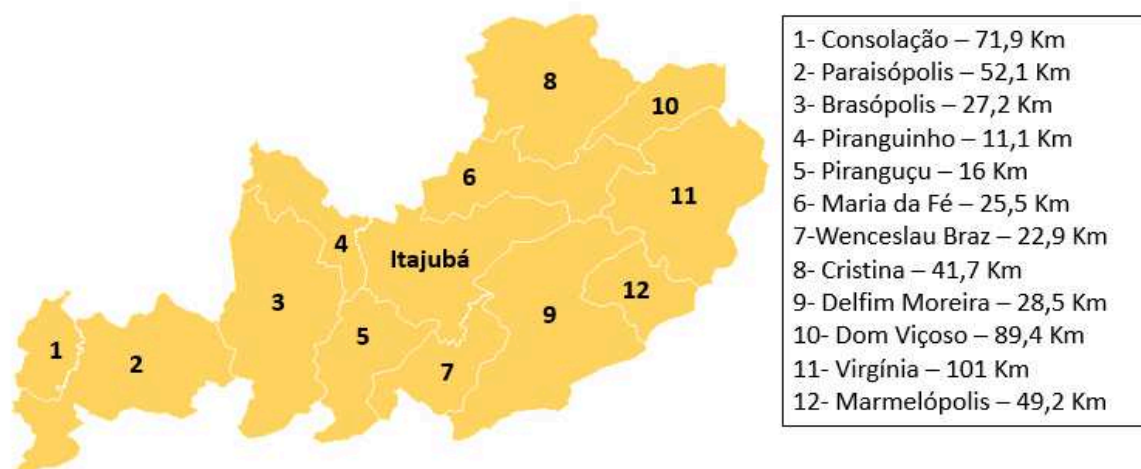 8
10
6
11
4
Itajubá
3
12
9
5
1
2
7
1- Consolação – 71,9 Km
2- Paraisópolis – 52,1 Km
3- Brasópolis – 27,2 Km
4- Piranguinho – 11,1 Km
5- Piranguçu – 16 Km
6- Maria da Fé – 25,5 Km
7-Wenceslau Braz – 22,9 Km
8- Cristina – 41,7 Km
9- Delfim Moreira – 28,5 Km
10- Dom Viçoso – 89,4 Km
11- Virgínia – 101 Km
12- Marmelópolis – 49,2 Km